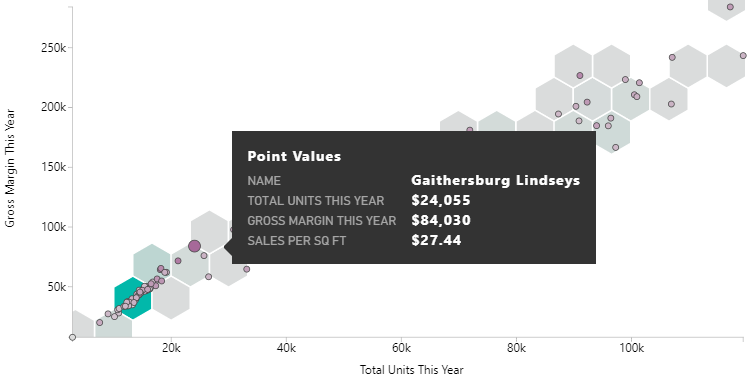 250k
200k
150k
100k
50k
Gross Margin This Year
Point Values
NAME Gaithersburg Lindseys
TOTAL UNITS THIS YEAR $24,055
GROSS MARGIN THIS YEAR $84,030
SALES PER SQ FT $27.44
20k 40k 60k 80k 100k
Total Units This Year